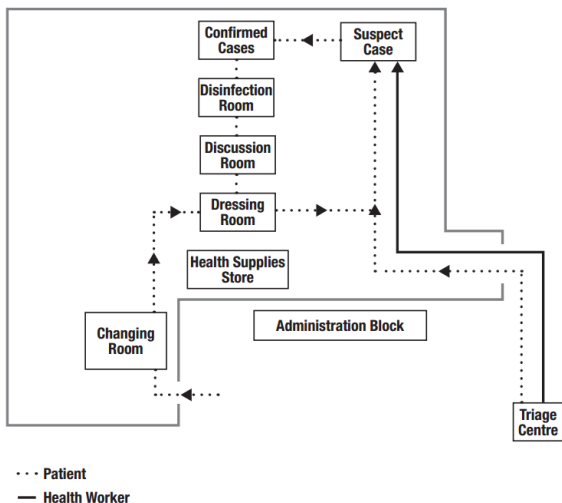 Confirmed
Cases
Suspect
Case
Disinfection
Room
Discussion
Room
Dressing
Room
Health Supplies
Store
Changing
Room
Administration Block
Triage
Centre
Patient
Health Worker